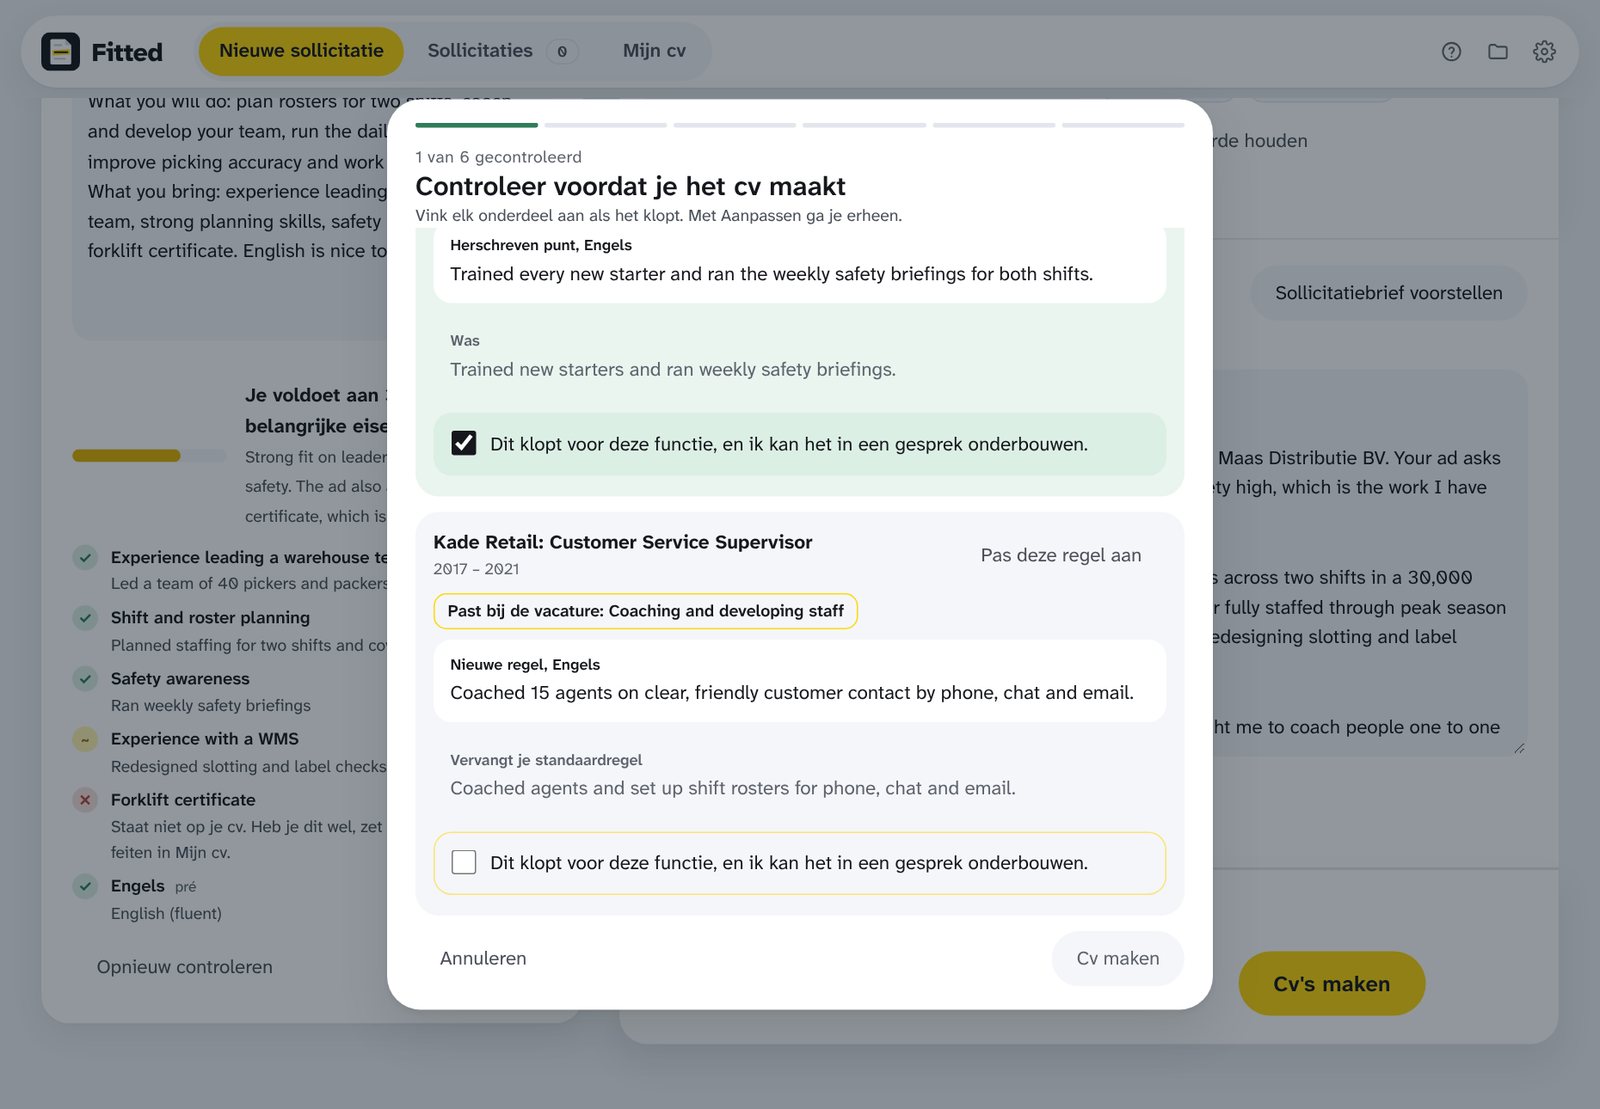 Fitted
Nieuwe sollicitatie
Sollicitaties 0
Mijn cv
What you will do: plan rosters for two
and develop your team, run the dail
improve picking accuracy and work
What you bring: experience leading
team, strong planning skills, safety
forklift certificate. English is nice to
Je voldoet aan
belangrijke eise
Strong fit on leader
safety. The ad also
certificate, which is
Experience leading a warehouse te
Led a team of 40 pickers and packers
Shift and roster planning
Planned staffing for two shifts and co
Safety awareness
Ran weekly safety briefings
~ Experience with a WMS
Redesigned slotting and label checks
Forklift certificate
Staat niet op je cv. Heb je dit wel, zet
feiten in Mijn cv.
Engels pré
English (fluent)
Opnieuw controleren
1 van 6 gecontroleerd
Controleer voordat je het cv maakt
Vink elk onderdeel aan als het klopt. Met Aanpassen ga je erheen.
Herschreven punt, Engels
Trained every new starter and ran the weekly safety briefings for both shifts.
Was
Trained new starters and ran weekly safety briefings.
Dit klopt voor deze functie, en ik kan het in een gesprek onderbouwen.
Kade Retail: Customer Service Supervisor
2017 – 2021
Pas deze regel aan
Past bij de vacature: Coaching and developing staff
Nieuwe regel, Engels
Coached 15 agents on clear, friendly customer contact by phone, chat and email.
Vervangt je standaardregel
Coached agents and set up shift rosters for phone, chat and email.
Dit klopt voor deze functie, en ik kan het in een gesprek onderbouwen.
Annuleren
Cv maken
rde houden
Sollicitatiebrief voorstellen
Maas Distributie BV. Your ad asks
ty high, which is the work I have
s across two shifts in a 30,000
r fully staffed through peak season
edesigning slotting and label
ht me to coach people one to one
Cv's maken